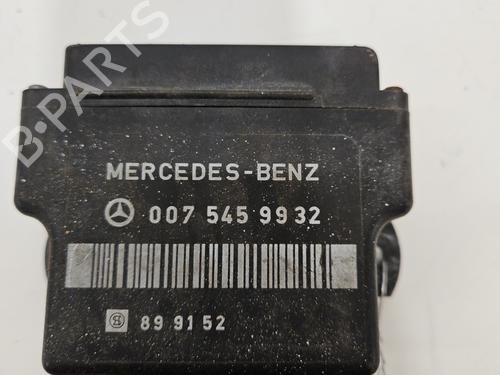 B-PARTS
MERCEDES-BENZ
007 545 99 32
89 91 52